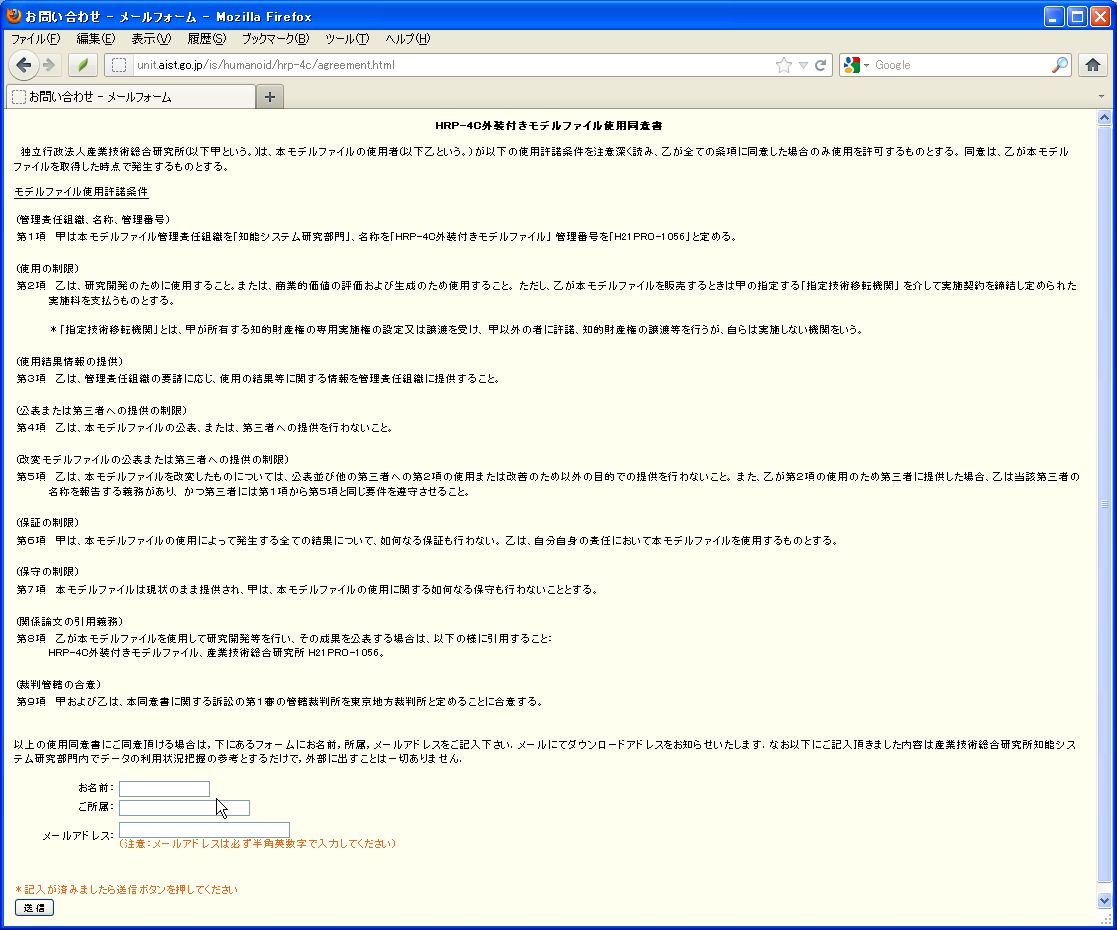 お問い合わせ - メールフォーム - Mozilla Firefox
ファイル(F) 編集(E) 表示(V) 履歴(S) ブックマーク(B) ツール(T) ヘルプ(H)
unit.aist.go.jp/is/humanoid/hrp-4c/agreement.html
Google
お問い合わせ - メールフォーム
HRP-4C外装付きモデルファイル使用同意書
独立行政法人産業技術総合研究所(以下甲という。)は、本モデルファイルの使用者(以下乙という。)が以下の使用許諾条件を注意深く読み、乙が全ての条項に同意した場合のみ使用を許可するものとする。同意は、乙が本モデル
ファイルを取得した時点で発生するものとする。
モデルファイル使用許諾条件
(管理責任組織、名称、管理番号)
第1項 甲は本モデルファイル管理責任組織を「知能システム研究部門」、名称を「HRP-4C外装付きモデルファイル」 管理番号を「H21PRO-1056」と定める。
(使用の制限)
第2項 乙は、研究開発のために使用すること。または、商業的価値の評価および生成のため使用すること。ただし、乙が本モデルファイルを販売するときは甲の指定する「指定技術移転機関」 を介して実施契約を締結し定められた
実施料を支払うものとする。
*「指定技術移転機関」とは、甲が所有する知的財産権の専用実施権の設定又は譲渡を受け、甲以外の者に許諾、知的財産権の譲渡等を行うが、自らは実施しない機関をいう。
(使用結果情報の提供)
第3項 乙は、管理責任組織の要請に応じ、使用の結果等に関する情報を管理責任組織に提供すること。
(公表または第三者への提供の制限)
第4項 乙は、本モデルファイルの公表、または、第三者への提供を行わないこと。
(改変モデルファイルの公表または第三者への提供の制限)
第5項 乙は、本モデルファイルを改変したものについては、公表並び他の第三者への第2項の使用または改善のため以外の目的での提供を行わないこと。また、乙が第2項の使用のため第三者に提供した場合、乙は当該第三者の
名称を報告する義務があり、かつ第三者には第1項から第5項と同じ要件を遵守させること。
(保証の制限)
第6項 甲は、本モデルファイルの使用によって発生する全ての結果について、如何なる保証も行わない。乙は、自分自身の責任において本モデルファイルを使用するものとする。
(保守の制限)
第7項 本モデルファイルは現状のまま提供され、甲は、本モデルファイルの使用に関する如何なる保守も行わないこととする。
(関係論文の引用義務)
第8項 乙が本モデルファイルを使用して研究開発等を行い、その成果を公表する場合は、以下の様に引用すること:
HRP-4C外装付きモデルファイル、産業技術総合研究所 H21PRO-1056。
(裁判管轄の合意)
第9項 甲および乙は、本同意書に関する訴訟の第1審の管轄裁判所を東京地方裁判所と定めることに合意する。
以上の使用同意書にご同意頂ける場合は，下にあるフォームにお名前，所属，メールアドレスをご記入下さい．メールにてダウンロードアドレスをお知らせいたします．なお以下にご記入頂きました内容は産業技術総合研究所知能シス
テム研究部門内でデータの利用状況把握の参考とするだけで，外部に出すことは一切ありません．
お名前:
ご所属:
メールアドレス:
(注意:メールアドレスは必ず半角英数字で入力してください)
*記入が済みましたら送信ボタンを押してください
送信